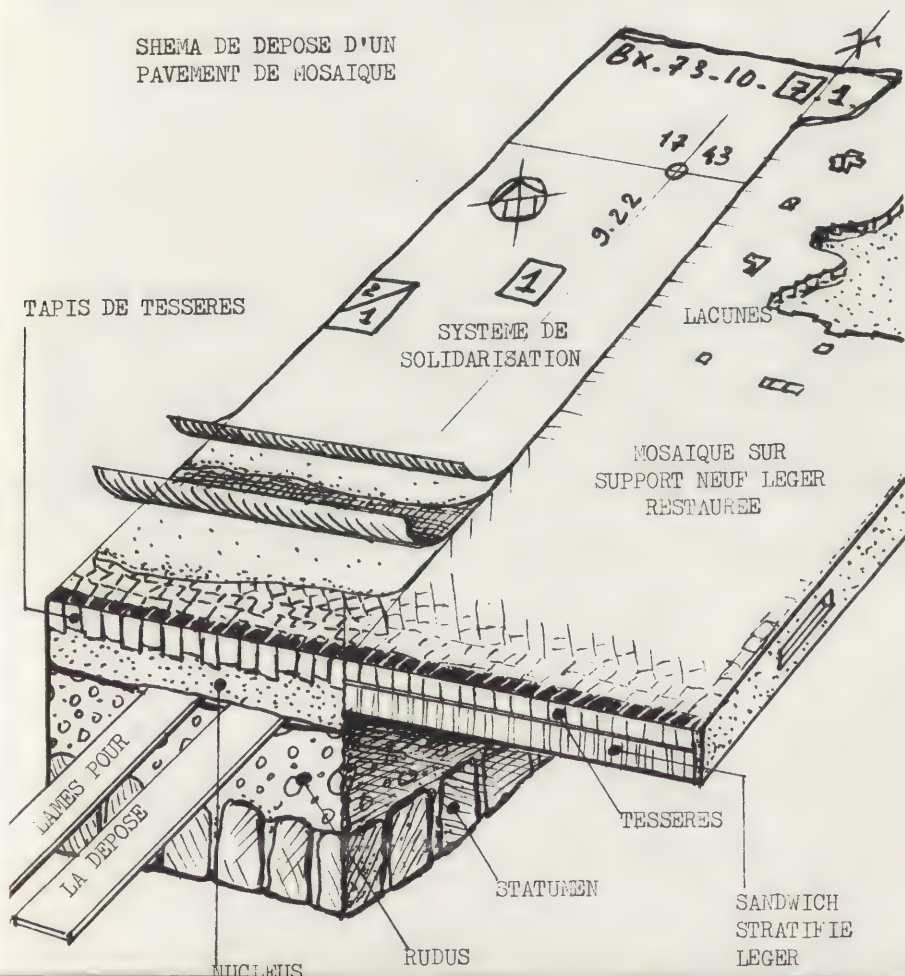 SHEMA DE DEPOSE D'UN
PAVEMENT DE MOSAIQUE
BX.73-10-7.1-
17 43
9.22
2
1
1
TAPIS DE TESSERES
SYSTEME DE
SOLIDARISATION
LACUNES
MOSAIQUE SUR
SUPPORT NEUF LEGER
RESTAUREE
LAMES POUR
LA DEPOSE
TESSERES
STATUMEN
SANDWICH
STRATIFIE
LEGER
RUDUS
NUCLEUS